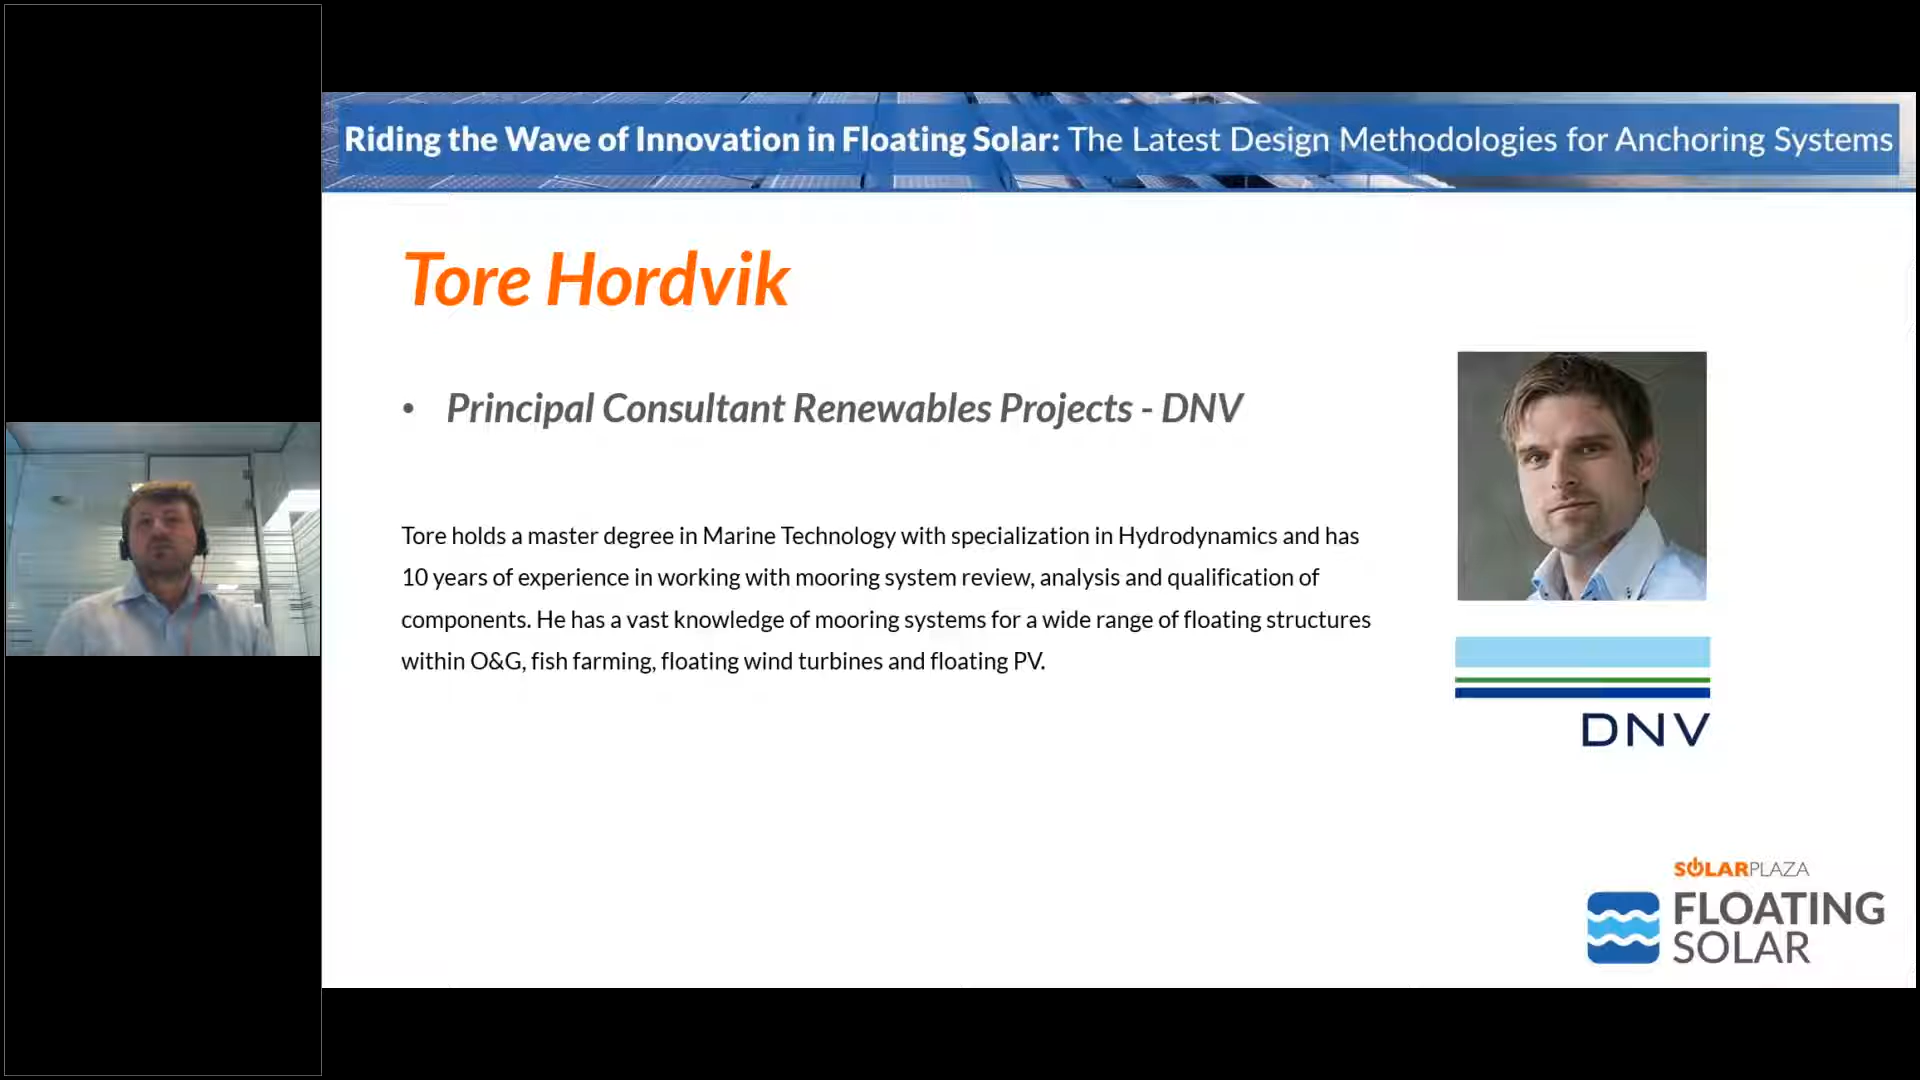 Riding the Wave of Innovation in Floating Solar: The Latest Design Methodologies for Anchoring Systems
Tore Hordvik
• Principal Consultant Renewables Projects - DNV
Tore holds a master degree in Marine Technology with specialization in Hydrodynamics and has
10 years of experience in working with mooring system review, analysis and qualification of
components. He has a vast knowledge of mooring systems for a wide range of floating structures
within O&G, fish farming, floating wind turbines and floating PV.
DNV
SOLARPLAZA
FLOATING
SOLAR